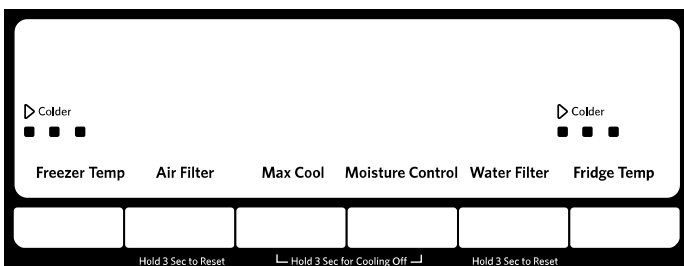 Colder Colder
Freezer Temp Air Filter Max Cool Moisture Control Water Filter Fridge Temp
Hold 3 Sec to Reset Hold 3 Sec for Cooling Off Hold 3 Sec to Reset